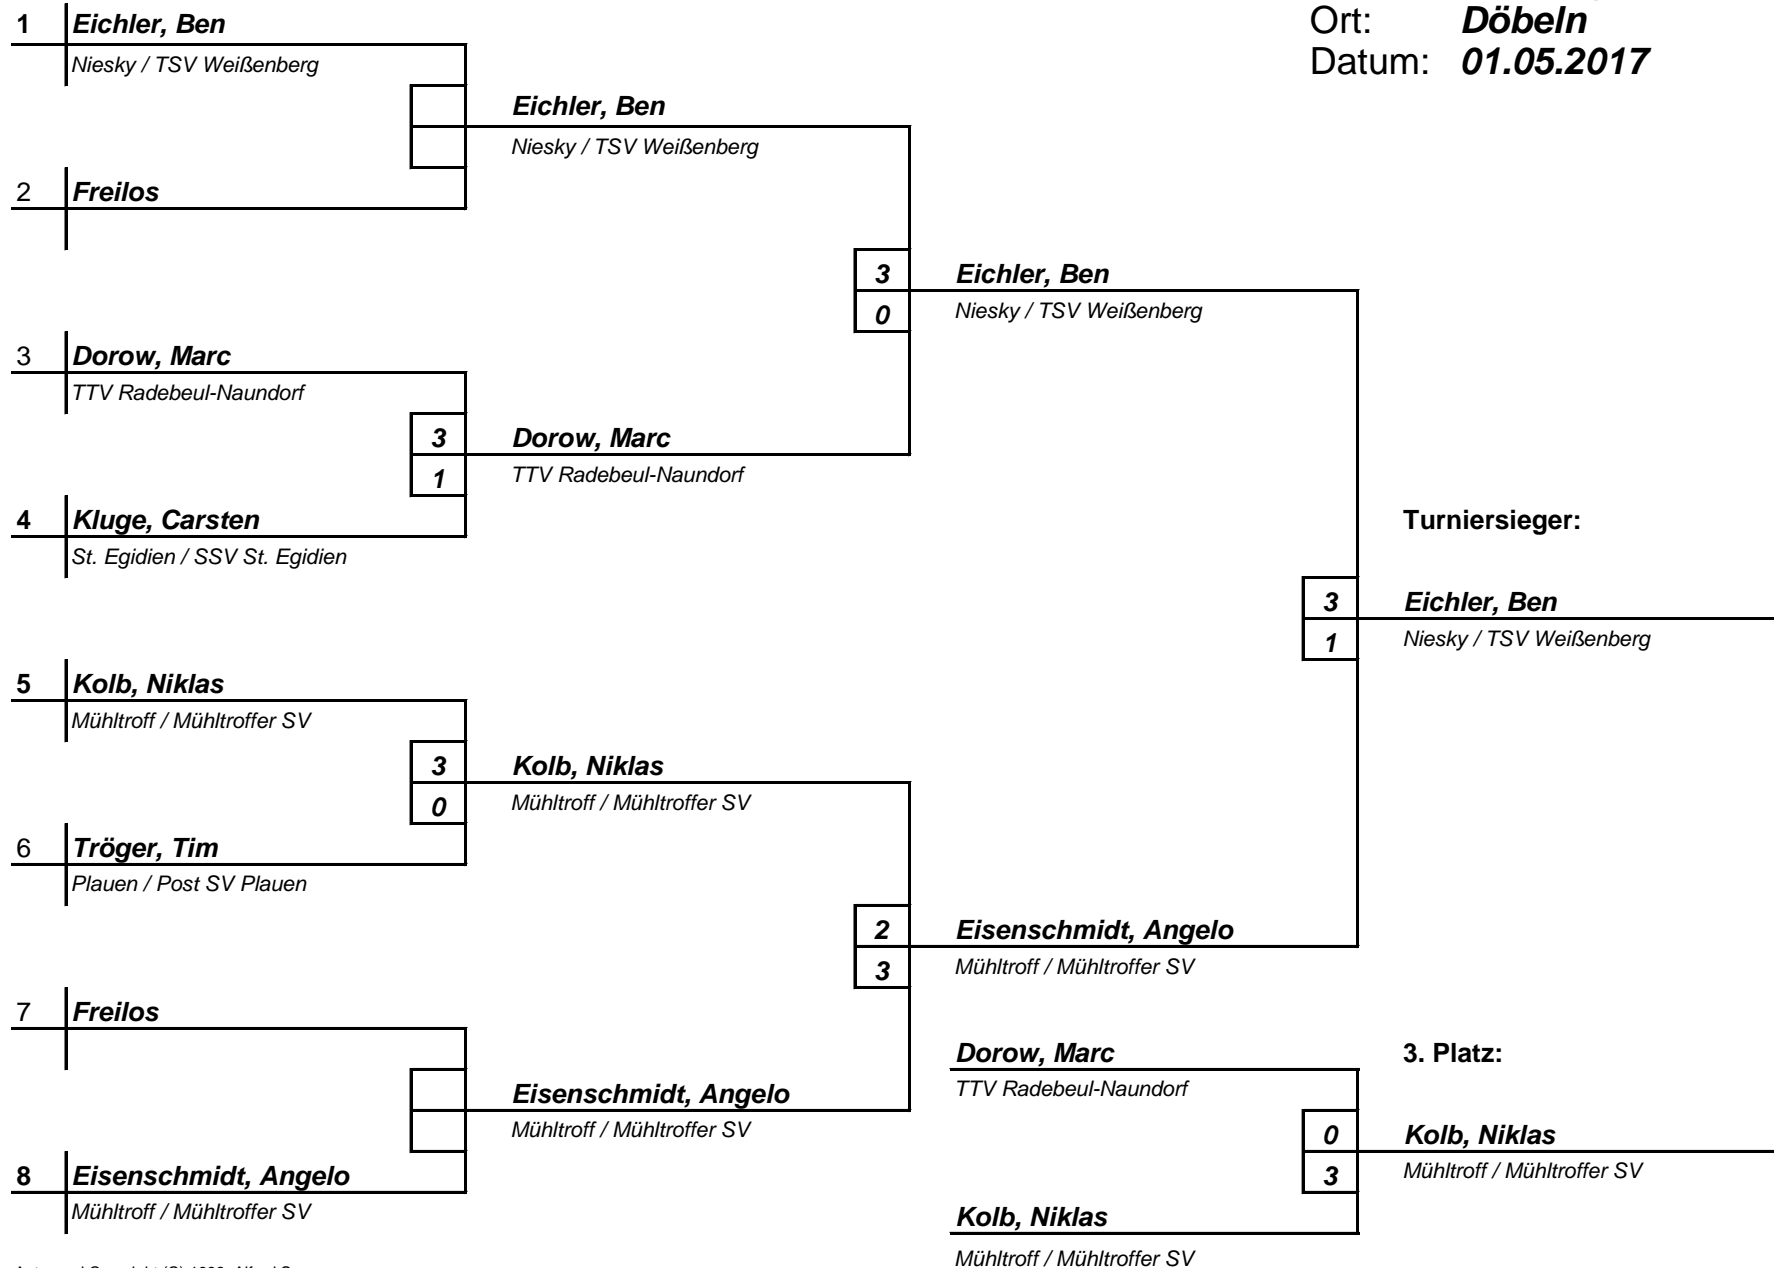 Ort: Döbeln
Datum: 01.05.2017
1 Eichler, Ben
Niesky / TSV Weißenberg
Eichler, Ben
Niesky / TSV Weißenberg
2 Freilos
3 Eichler, Ben
0 Niesky / TSV Weißenberg
3 Dorow, Marc
TTV Radebeul-Naundorf
3 Dorow, Marc
1 TTV Radebeul-Naundorf
4 Kluge, Carsten
St. Egidien / SSV St. Egidien
Turniersieger:
3 Eichler, Ben
1 Niesky / TSV Weißenberg
5 Kolb, Niklas
Mühltroff / Mühltroffer SV
3 Kolb, Niklas
0 Mühltroff / Mühltroffer SV
6 Tröger, Tim
Plauen / Post SV Plauen
2 Eisenschmidt, Angelo
3 Mühltroff / Mühltroffer SV
7 Freilos
Eisenschmidt, Angelo
Mühltroff / Mühltroffer SV
8 Eisenschmidt, Angelo
Mühltroff / Mühltroffer SV
Dorow, Marc
TTV Radebeul-Naundorf
3. Platz:
0 Kolb, Niklas
3 Mühltroff / Mühltroffer SV
Kolb, Niklas
Mühltroff / Mühltroffer SV